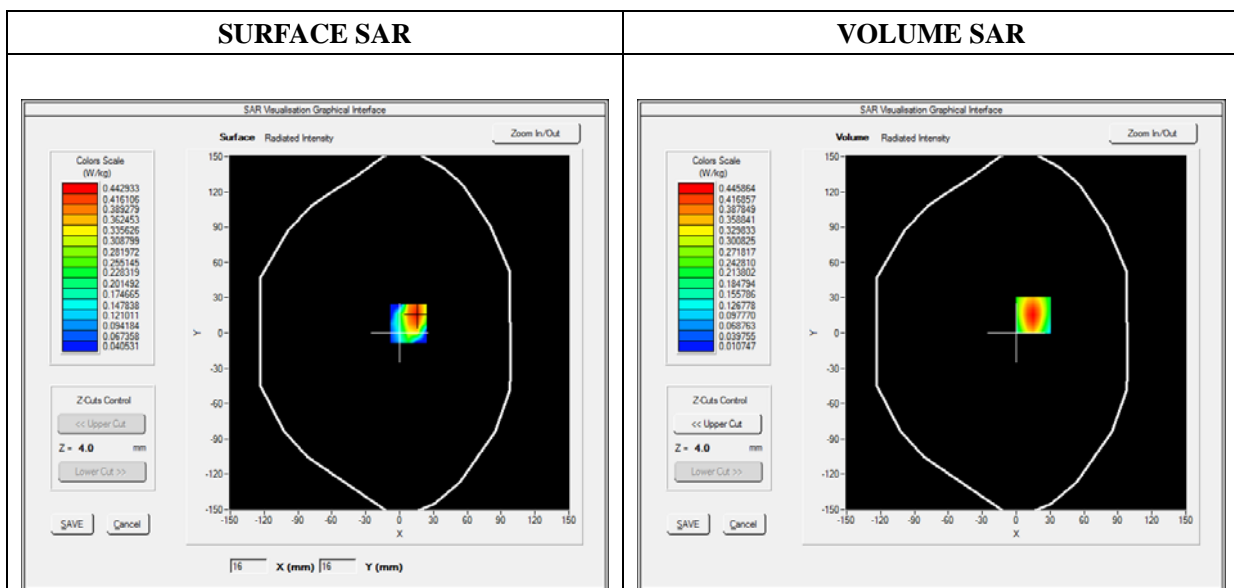 SURFACE SAR
VOLUME SAR
SAR Visualisation Graphical Interface
Surface Radiated Intensity
Zoom In/Out
Colors Scale
(W/kg)
0.442933
0.416106
0.389279
0.362453
0.335626
0.308799
0.281972
0.255145
0.228319
0.201492
0.174665
0.147838
0.121011
0.094184
0.067358
0.040531
Z-Cuts Control
<< Upper Cut
Z = 4.0 mm
Lower Cut >>
SAVE Cancel
150
120
90
60
30
0
-30
-60
-90
-120
-150
Y
-150 -120 -90 -60 -30 0 30 60 90 120 150
X
16 X (mm) 16 Y (mm)
SAR Visualisation Graphical Interface
Volume Radiated Intensity
Zoom In/Out
Colors Scale
(W/kg)
0.445864
0.416857
0.387849
0.358841
0.329833
0.300825
0.271817
0.242810
0.213802
0.184794
0.155786
0.126778
0.097770
0.068763
0.039755
0.010747
Z-Cuts Control
<< Upper Cut
Z = 4.0 mm
Lower Cut >>
SAVE Cancel
150
120
90
60
30
0
-30
-60
-90
-120
-150
Y
-150 -120 -90 -60 -30 0 30 60 90 120 150
X